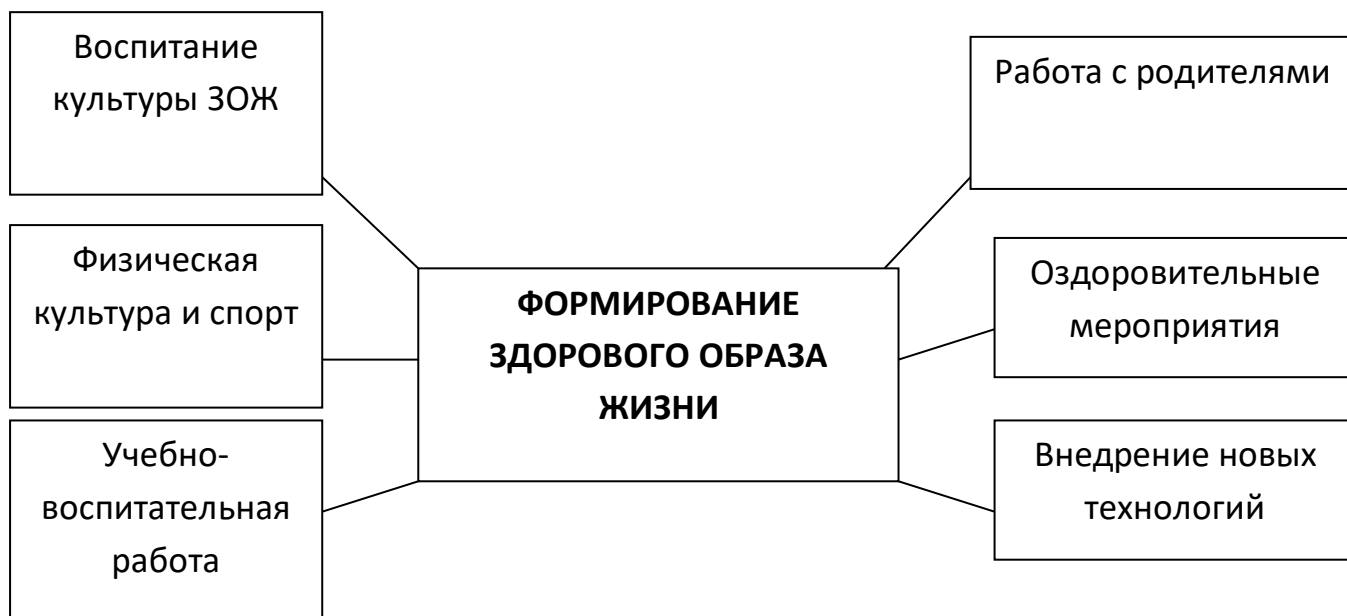 Воспитание
культуры ЗОЖ
Работа с родителями
Физическая
культура и спорт
ФОРМИРОВАНИЕ
ЗДОРОВОГО ОБРАЗА
ЖИЗНИ
Оздоровительные
мероприятия
Учебно-
воспитательная
работа
Внедрение новых
технологий